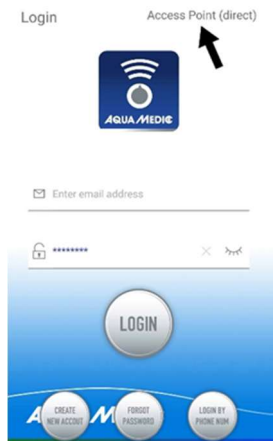 Login
Access Point (direct)
AQUA MEDIC
Enter email address
********
LOGIN
CREATE
NEW ACCOUT
FORGOT
PASSWORD
LOGIN BY
PHONE NUM
A M